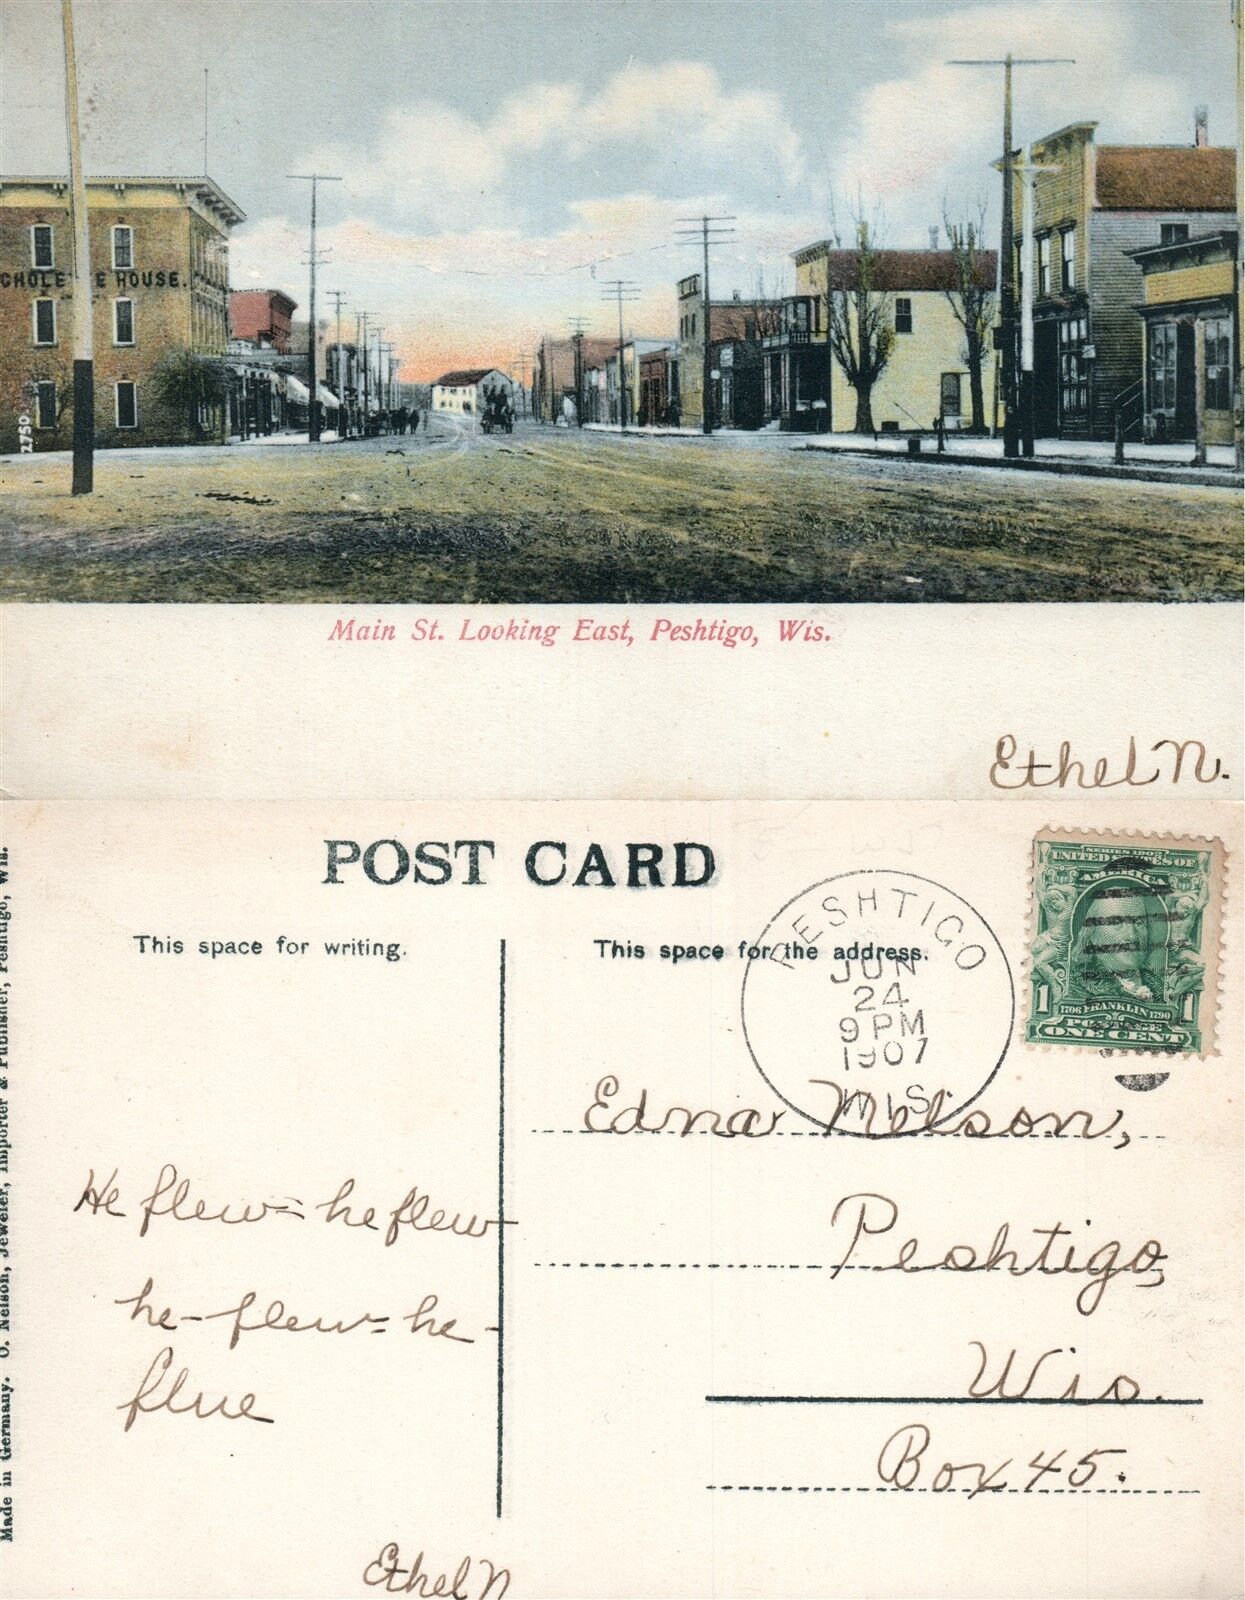 CHOLE E HOUSE.
2750
Main St. Looking East, Peshtigo, Wis.
Ethel N.
POST CARD
This space for writing.
This space for the address.
PESHTIGO
JUN
24
9 PM
1907
WIS.
SERIES 1902
UNITED STATES OF
AMERICA
1
1706 FRANKLIN 1790
1
POSTAGE
ONE CENT
Edna Nelson,
Peshtigo,
Wis.
Box 45.
He flew = he flew
he - flew = he -
flue
Ethel N
Made in Germany. O. Nelson, Jeweler, Importer & Publisher, Peshtigo, Wis.